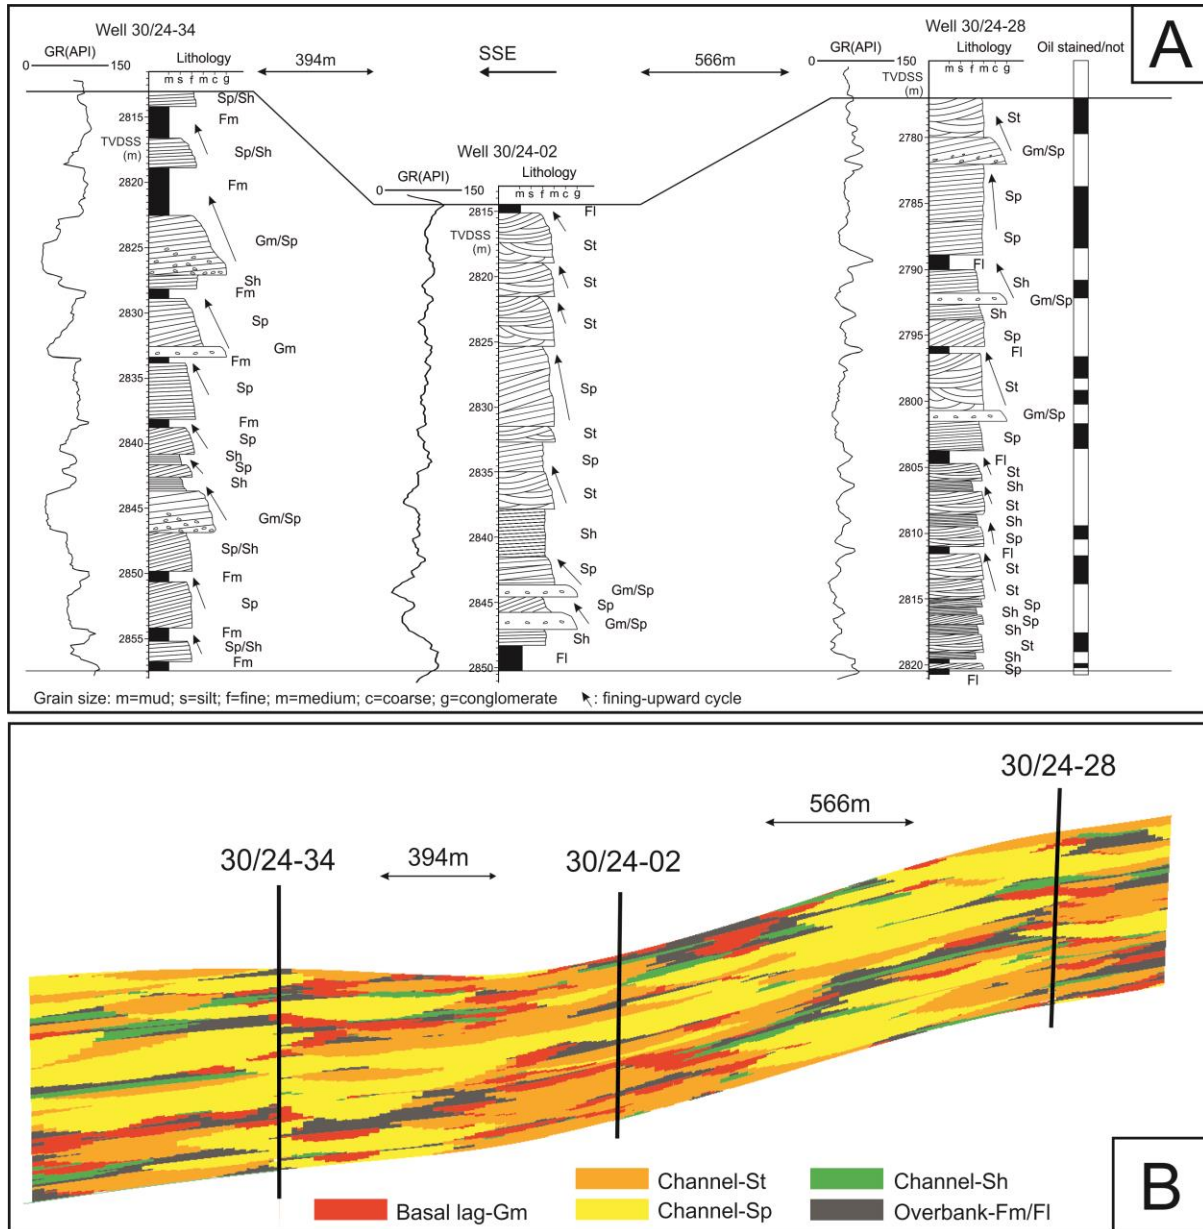 A
Well 30/24-34
GR(API)
0 150
Lithology
m s f m c g
394m
SSE
566m
Well 30/24-28
GR(API)
0 150
TVDSS
(m)
Lithology
m s f m c g
Oil stained/not
2815
TVDSS
(m)
2820
2825
2830
2835
2840
2845
2850
2855
Sp/Sh
Fm
Sp/Sh
Fm
Gm/Sp
Sh
Fm
Sp
Gm
Fm
Sp
Fm
Sp
Sh
Sp
Sh
Gm/Sp
Sp/Sh
Fm
Sp
Fm
Sp/Sh
Fm
Well 30/24-02
GR(API)
0 150
Lithology
m s f m c g
2815
TVDSS
(m)
2820
2825
2830
2835
2840
2845
2850
Fl
St
St
St
Sp
St
Sp
St
Sh
Sp
Gm/Sp
Sp
Gm/Sp
Sh
Fl
2780
2785
2790
2795
2800
2805
2810
2815
2820
St
Gm/Sp
Sp
Sp
Fl
Sh
Gm/Sp
Sh
Sp
Fl
St
Gm/Sp
Sp
Fl
St
Sh
St
Sh
Sp
Fl
St
St
Sp
Sh
Sp
Sh
St
Sh
Sp
Fl
Grain size: m=mud; s=silt; f=fine; m=medium; c=coarse; g=conglomerate : fining-upward cycle
30/24-28
566m
30/24-34
394m
30/24-02
Basal lag-Gm
Channel-St
Channel-Sp
Channel-Sh
Overbank-Fm/Fl
B